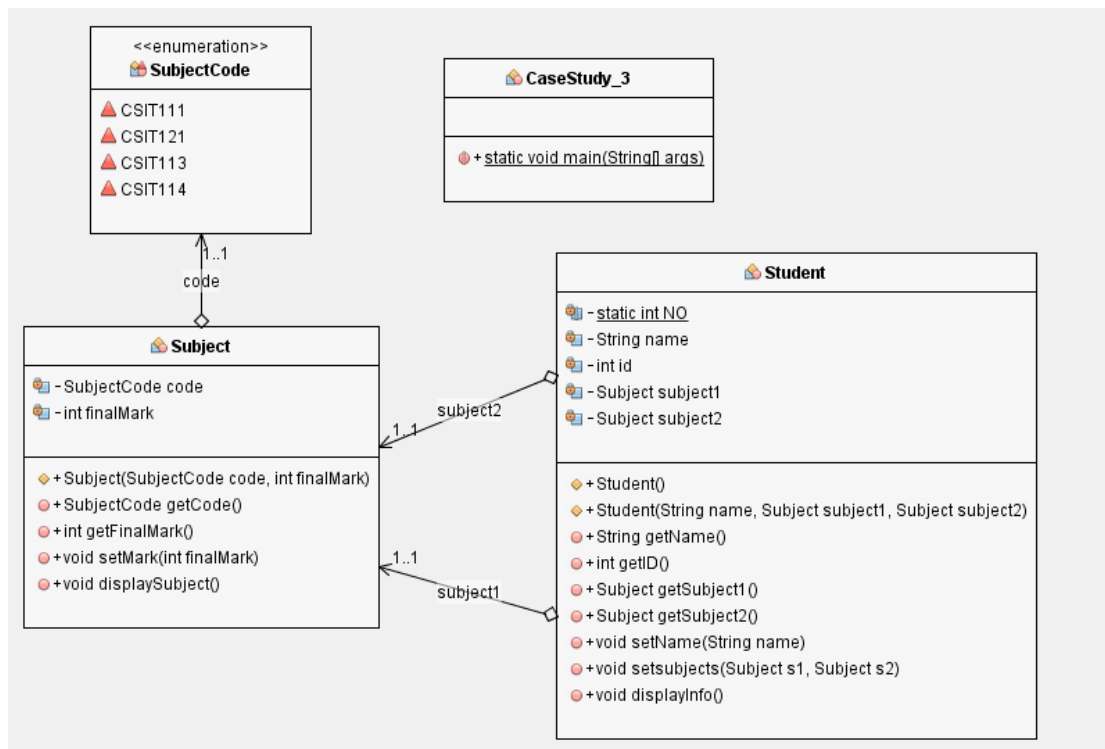 <<enumeration>>
SubjectCode
CSIT111
CSIT121
CSIT113
CSIT114
CaseStudy_3
+ static void main(String[] args)
1..1
code
Subject
- SubjectCode code
- int finalMark
+ Subject(SubjectCode code, int finalMark)
+ SubjectCode getCode()
+ int getFinalMark()
+ void setMark(int finalMark)
+ void displaySubject()
subject2
1..1
1..1
subject1
Student
- static int NO
- String name
- int id
- Subject subject1
- Subject subject2
+ Student()
+ Student(String name, Subject subject1, Subject subject2)
+ String getName()
+ int getID()
+ Subject getSubject1()
+ Subject getSubject2()
+ void setName(String name)
+ void setsubjects(Subject s1, Subject s2)
+ void displayInfo()